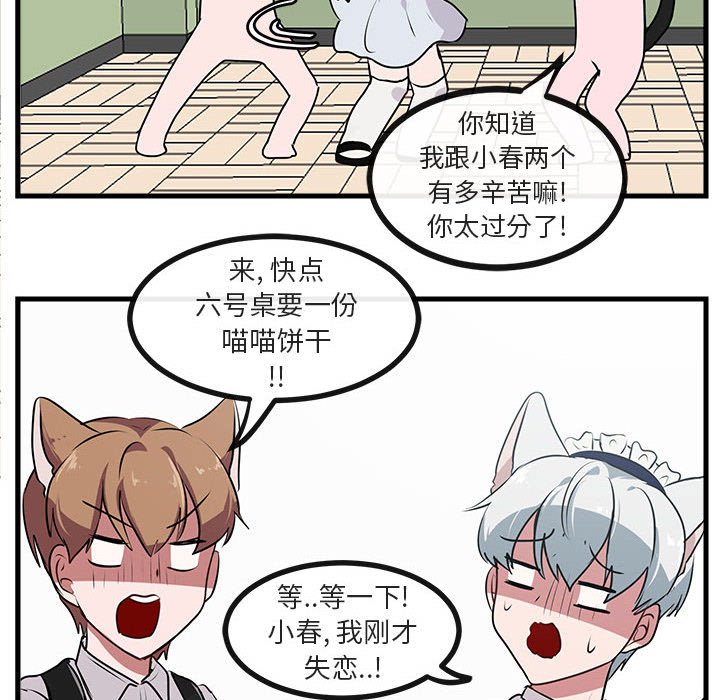 你知道
我跟小春两个
有多辛苦嘛!
你太过分了!
来, 快点
六号桌要一份
喵喵饼干
!!
等..等一下!
小春, 我刚才
失恋..!